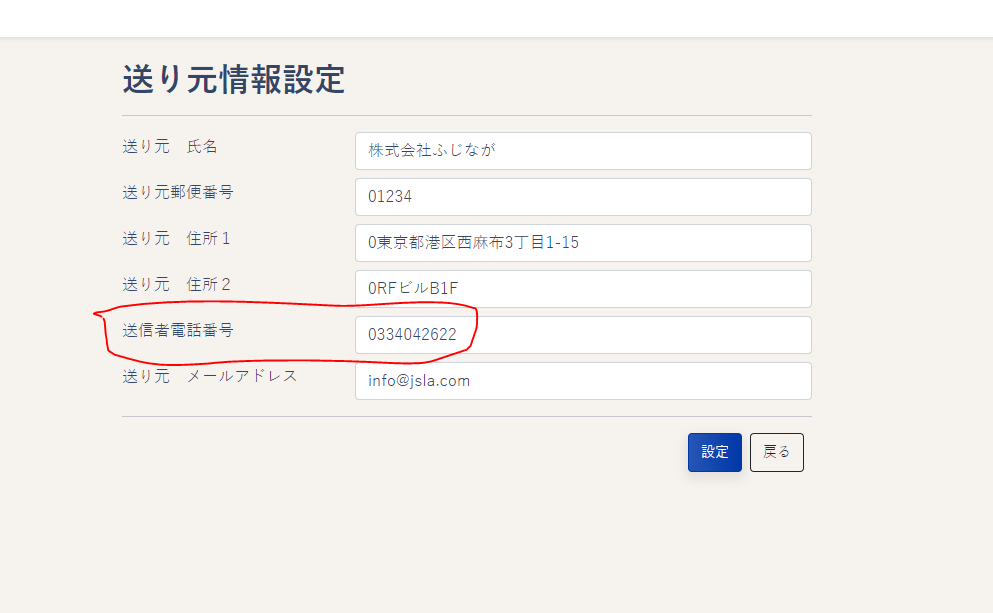 送り元情報設定
送り元　氏名 株式会社ふじなが
送り元郵便番号 01234
送り元　住所１ 0東京都港区西麻布3丁目1-15
送り元　住所２ 0RFビルB1F
送信者電話番号 0334042622
送り元　メールアドレス info@jsla.com
設定 戻る